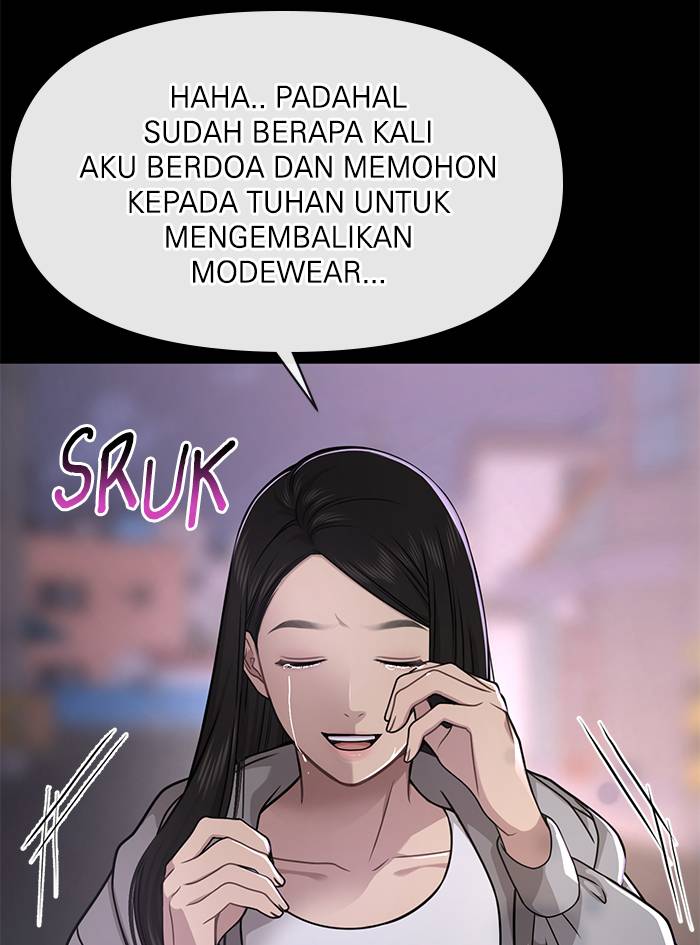 HAHA.. PADAHAL
SUDAH BERAPA KALI
AKU BERDOA DAN MEMOHON
KEPADA TUHAN UNTUK
MENGEMBALIKAN
MODEWEAR...
SRUK